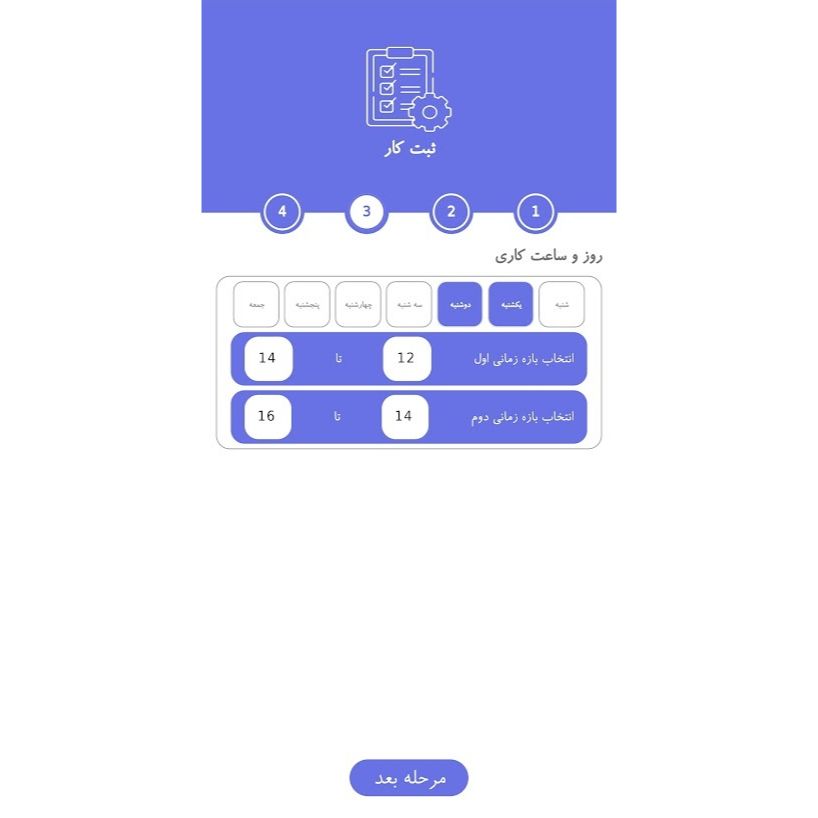 ثبت کار
1 2 3 4
روز و ساعت کاری
شنبه یکشنبه دوشنبه سه شنبه چهارشنبه پنجشنبه جمعه
انتخاب بازه زمانی اول 12 تا 14
انتخاب بازه زمانی دوم 14 تا 16
مرحله بعد